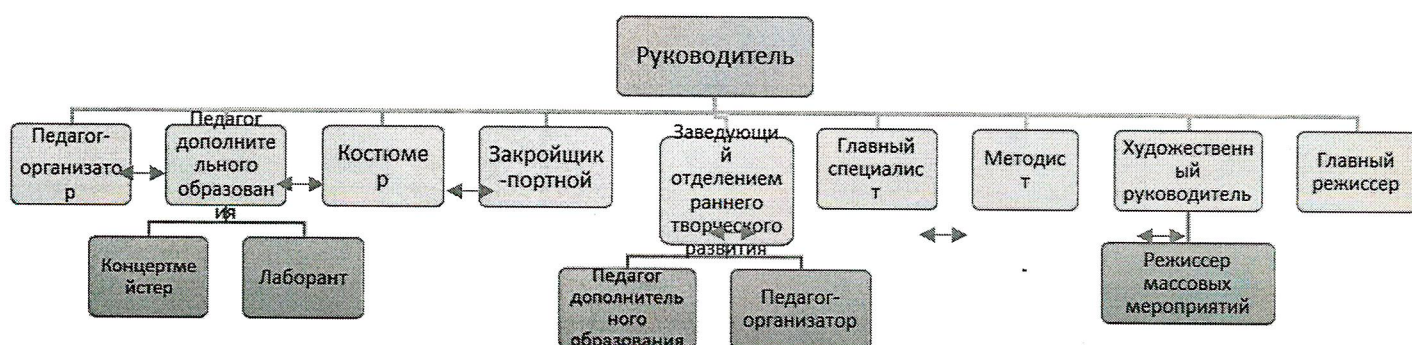 Руководитель
Педагог-
организато
р
Педагог
дополните
льного
образован
ия
Костюме
р
Закройщик
-портной
Заведующи
й
отделением
раннего
творческого
развития
Главный
специалис
т
Методис
т
Художественн
ый
руководитель
Главный
режиссер
Концертме
йстер
Лаборант
Педагог
дополнитель
ного
образования
Педагог-
организатор
Режиссер
массовых
мероприятий